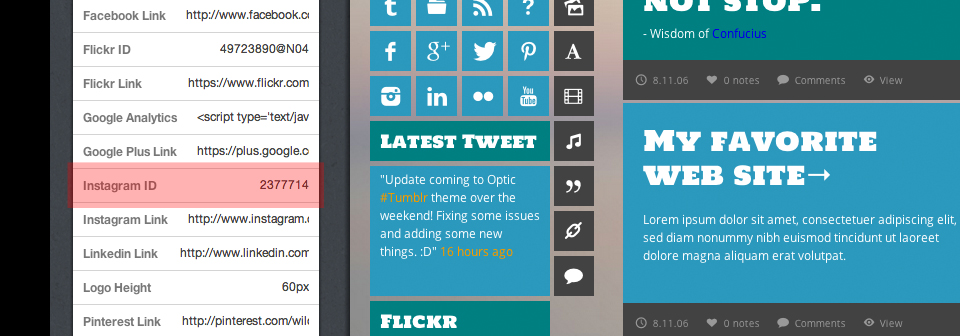 Facebook Link http://www.facebook.c
Flickr ID 49723890@N04
Flickr Link https://www.flickr.com
Google Analytics <script type='text/jav
Google Plus Link https://plus.google.c
Instagram ID 2377714
Instagram Link http://www.instagram.
Linkedin Link http://www.linkedin.com
Logo Height 60px
Pinterest Link http://pinterest.com/wil
t ?
f g+ A
in You Tube
LATEST TWEET
"Update coming to Optic
#Tumblr theme over the
weekend! Fixing some issues
and adding some new
things. :D" 16 hours ago
FLICKR
NOT STOP.
- Wisdom of Confucius
8.11.06 0 notes Comments View
MY FAVORITE
WEB SITE→
Lorem ipsum dolor sit amet, consectetuer adipiscing elit,
sed diam nonummy nibh euismod tincidunt ut laoreet
dolore magna aliquam erat volutpat.
8.11.06 0 notes Comments View